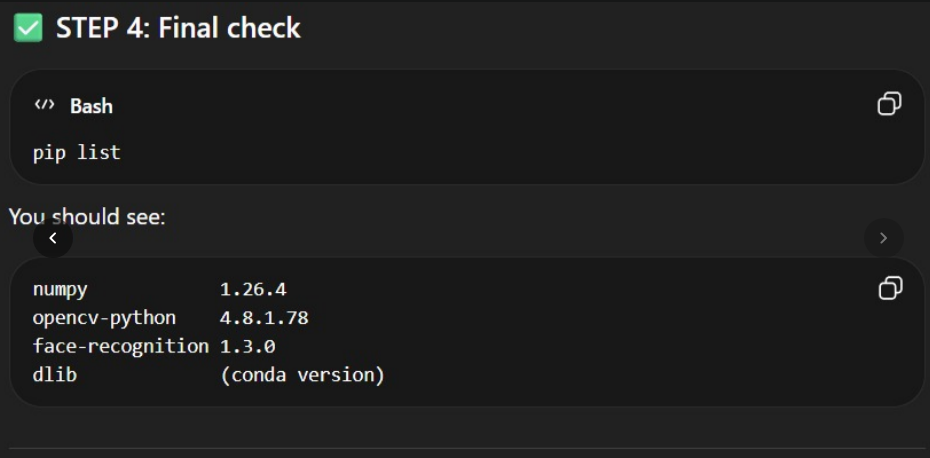 ✅ STEP 4: Final check
</> Bash
pip list
You should see:
numpy 1.26.4
opencv-python 4.8.1.78
face-recognition 1.3.0
dlib (conda version)